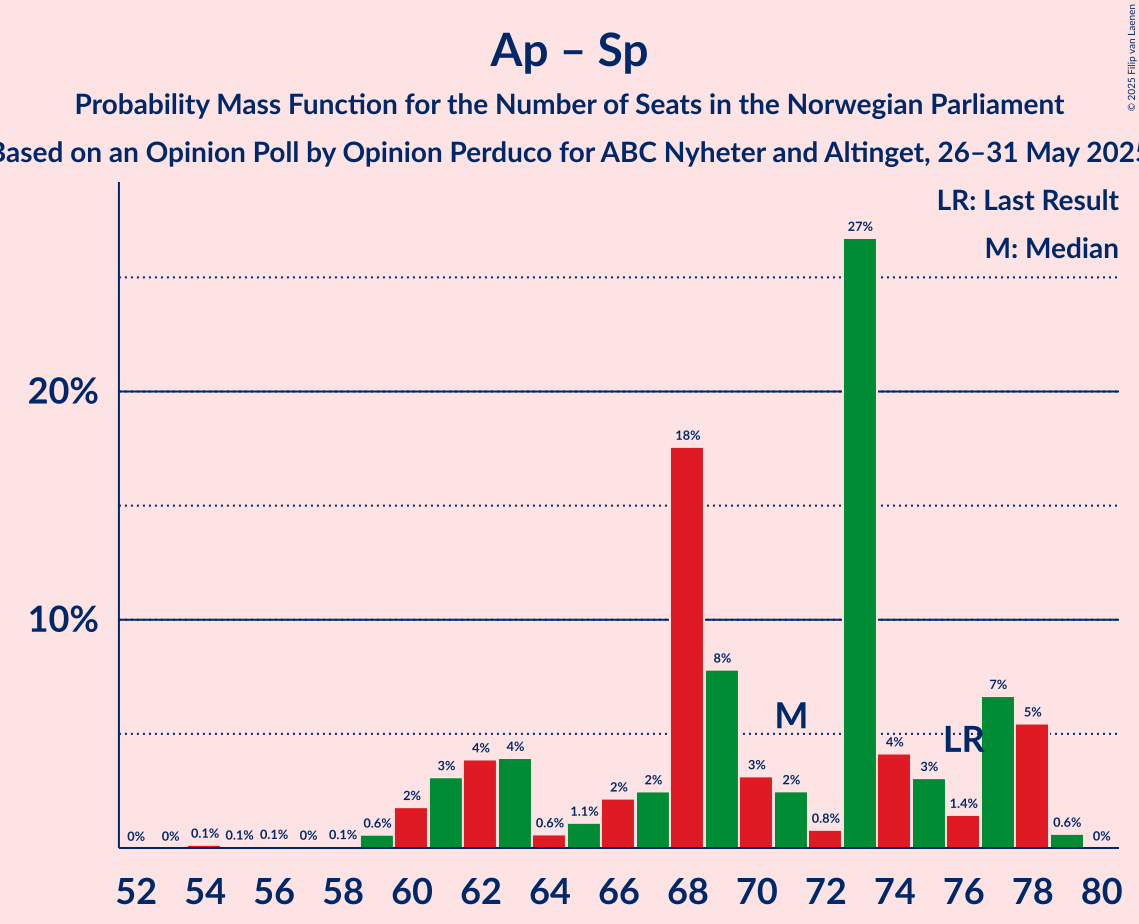 © 2025 Filip van Laenen
Ap – Sp
Probability Mass Function for the Number of Seats in the Norwegian Parliament
Based on an Opinion Poll by Opinion Perduco for ABC Nyheter and Altinget, 26–31 May 2025
LR: Last Result
M: Median
27%
20%
18%
10%
8%
7%
M
LR
5%
0% 0% 0.1% 0.1% 0.1% 0% 0.1% 0.6% 2% 3% 4% 4% 0.6% 1.1% 2% 2% 3% 2% 0.8% 4% 3% 1.4% 0.6% 0%
52 54 56 58 60 62 64 66 68 70 72 74 76 78 80